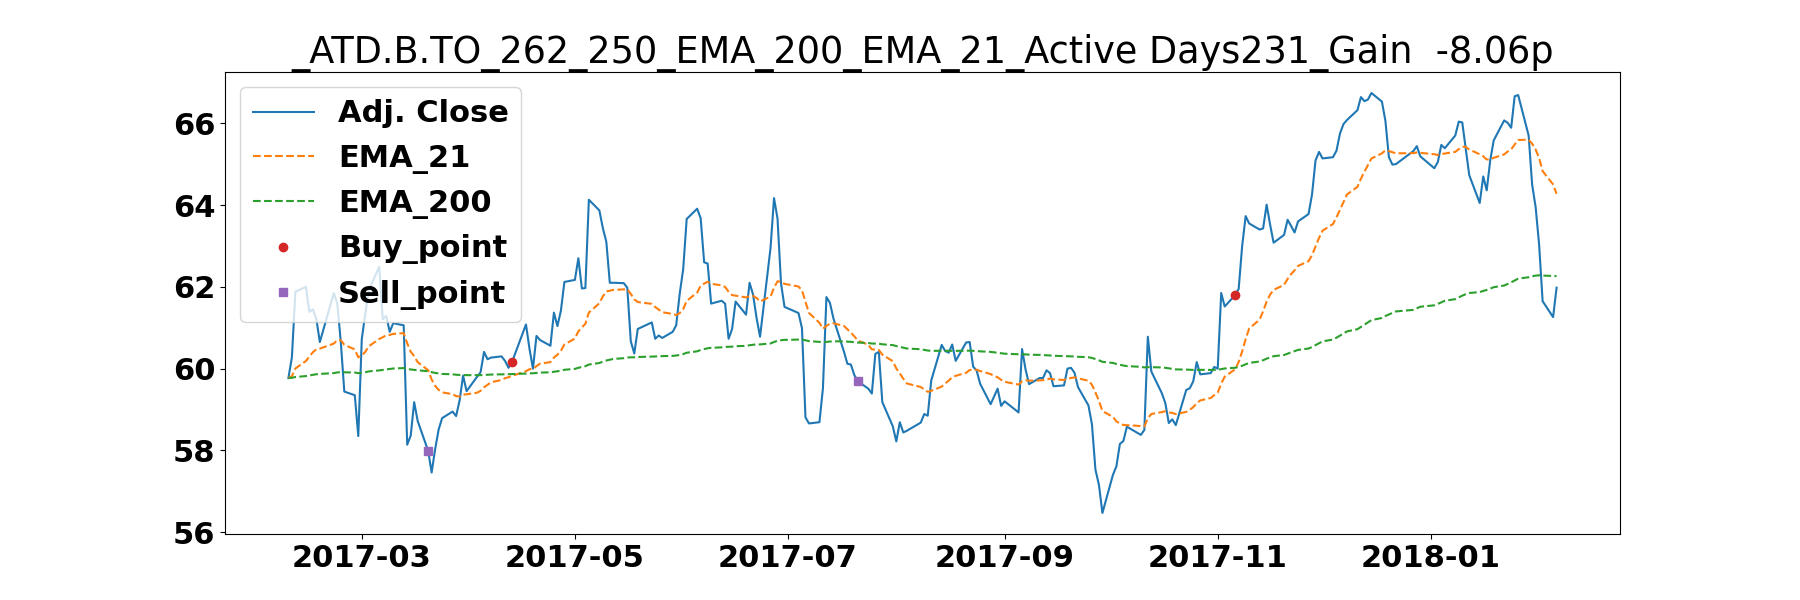 _ATD.B.TO_262_250_EMA_200_EMA_21_Active Days231_Gain  -8.06p
Adj. Close
EMA_21
EMA_200
Buy_point
Sell_point
66
64
62
60
58
56
2017-03
2017-05
2017-07
2017-09
2017-11
2018-01